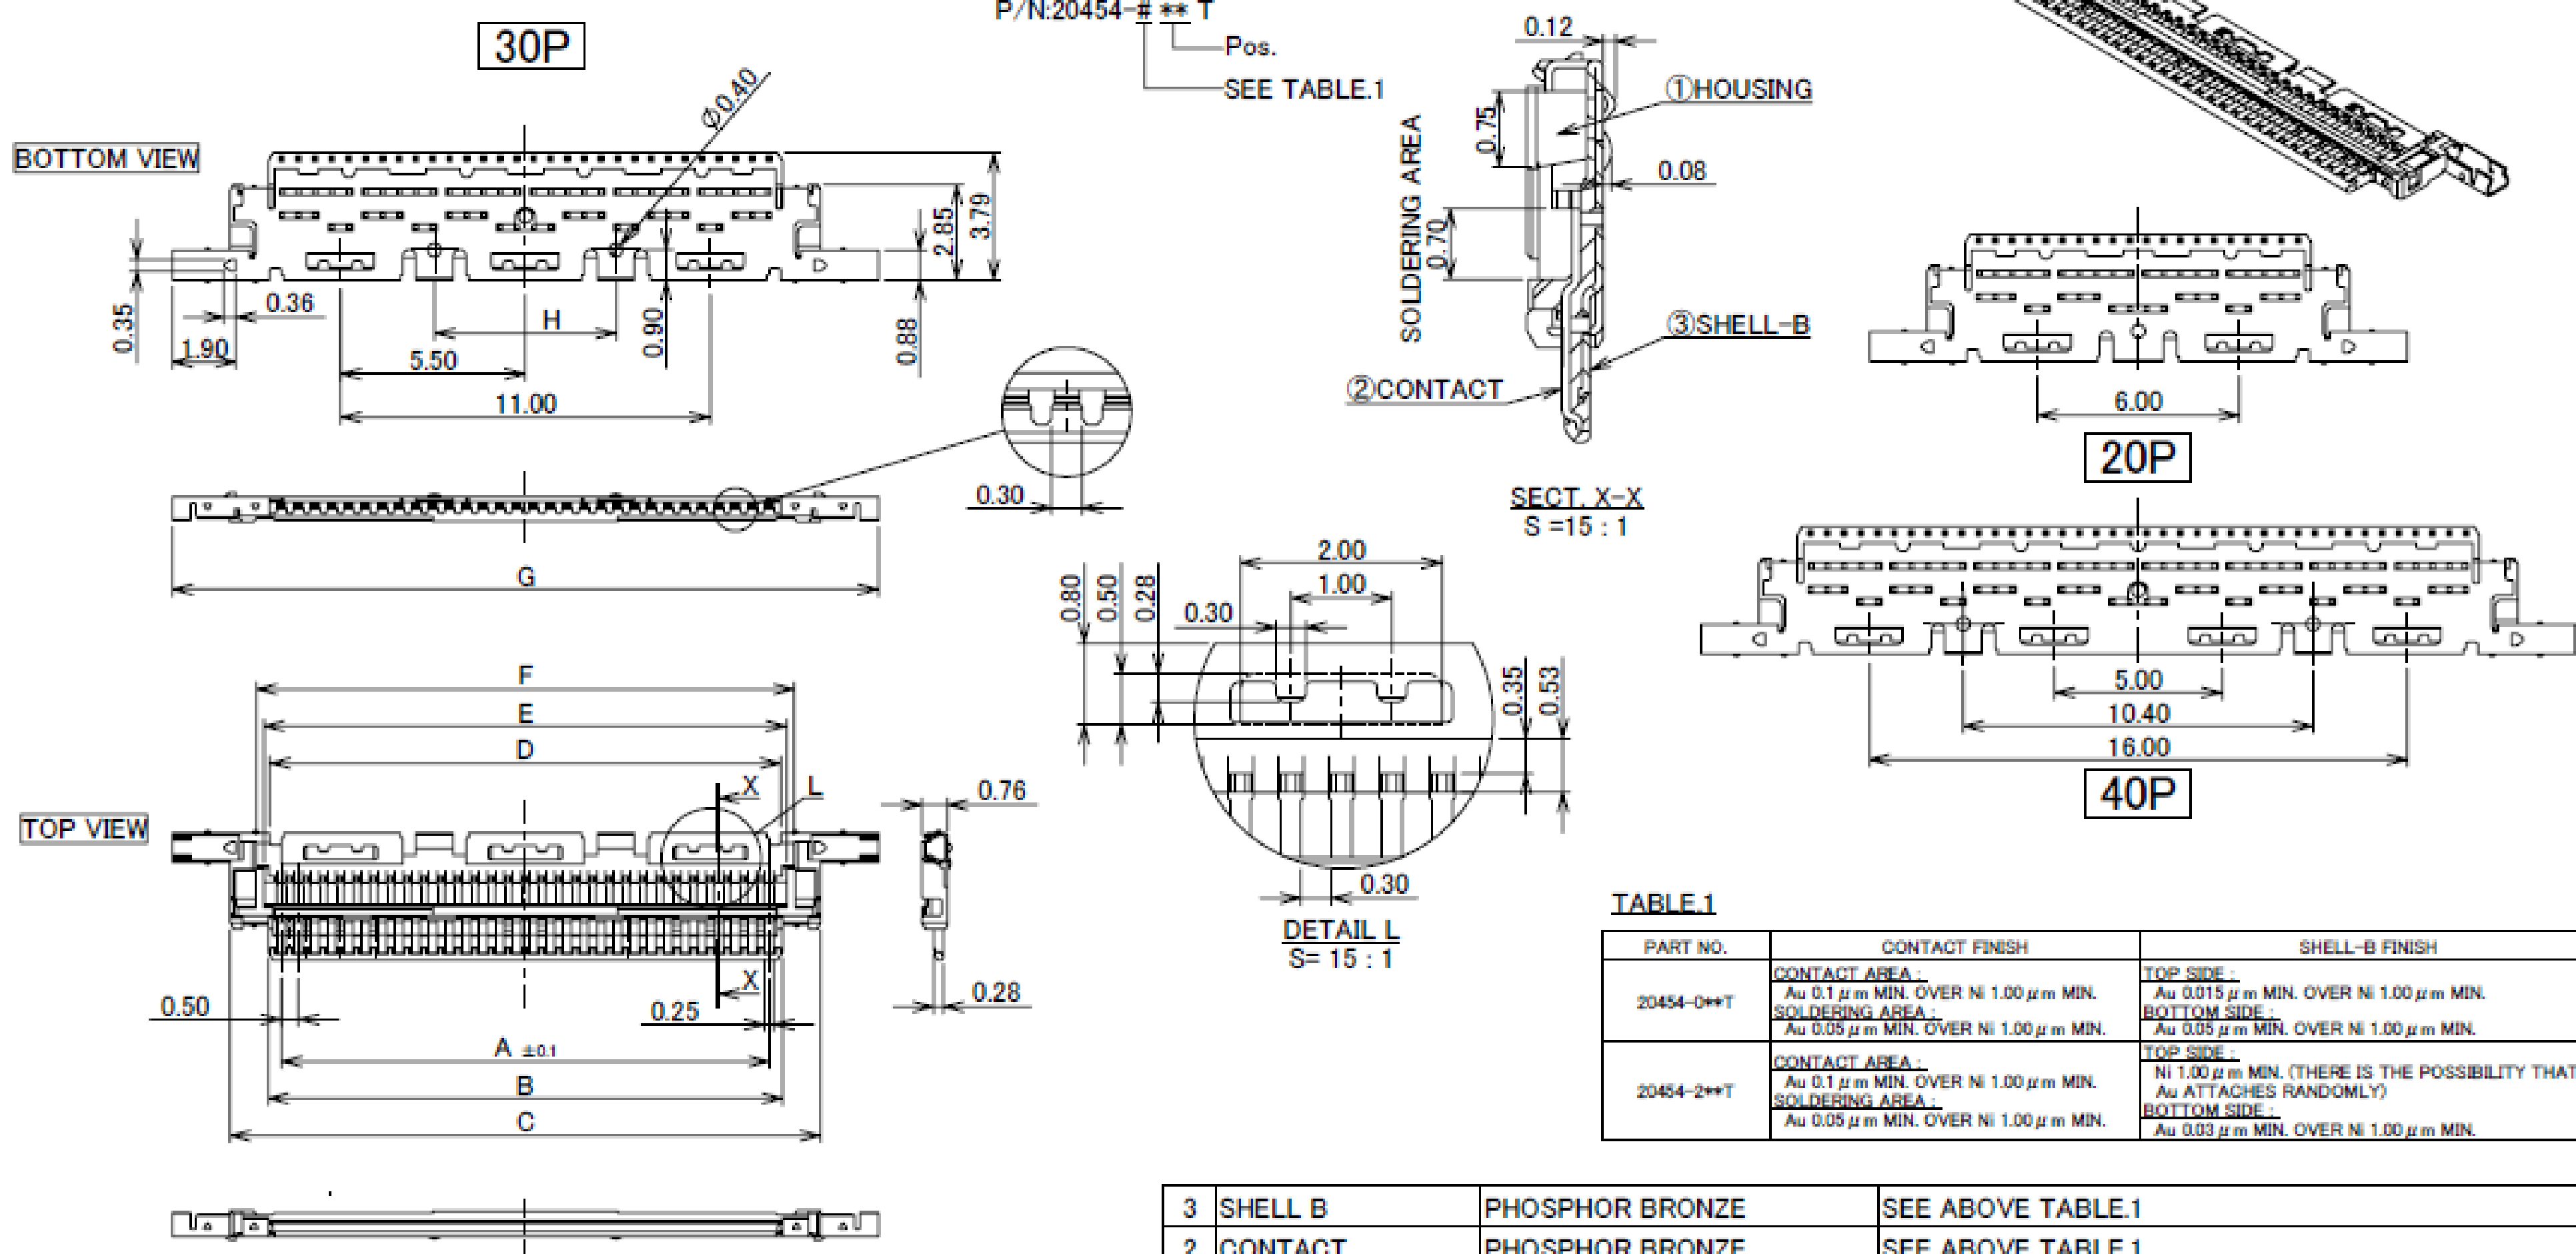 P/N:20454-# ** T
Pos.
SEE TABLE.1
30P
BOTTOM VIEW
Ø0.40
2.85
3.79
0.35
0.36
1.90
H
0.90
0.88
5.50
11.00
0.30
G
0.12
①HOUSING
SOLDERING AREA
0.75
0.08
0.70
③SHELL-B
②CONTACT
SECT. X-X
S =15 : 1
6.00
20P
5.00
10.40
16.00
40P
2.00
1.00
0.80
0.50
0.28
0.30
0.35
0.53
0.30
DETAIL L
S= 15 : 1
F
E
D
X
L
TOP VIEW
0.76
X
0.50
0.25
0.28
A ±0.1
B
C
TABLE.1
PART NO. CONTACT FINISH SHELL-B FINISH
20454-0**T
CONTACT AREA :
Au 0.1 μm MIN. OVER Ni 1.00 μm MIN.
SOLDERING AREA :
Au 0.05 μm MIN. OVER Ni 1.00 μm MIN.
TOP SIDE :
Au 0.015 μm MIN. OVER Ni 1.00 μm MIN.
BOTTOM SIDE :
Au 0.05 μm MIN. OVER Ni 1.00 μm MIN.
20454-2**T
CONTACT AREA :
Au 0.1 μm MIN. OVER Ni 1.00 μm MIN.
SOLDERING AREA :
Au 0.05 μm MIN. OVER Ni 1.00 μm MIN.
TOP SIDE :
Ni 1.00 μm MIN. (THERE IS THE POSSIBILITY THAT
Au ATTACHES RANDOMLY)
BOTTOM SIDE :
Au 0.03 μm MIN. OVER Ni 1.00 μm MIN.
3 SHELL B PHOSPHOR BRONZE SEE ABOVE TABLE.1
2 CONTACT PHOSPHOR BRONZE SEE ABOVE TABLE.1